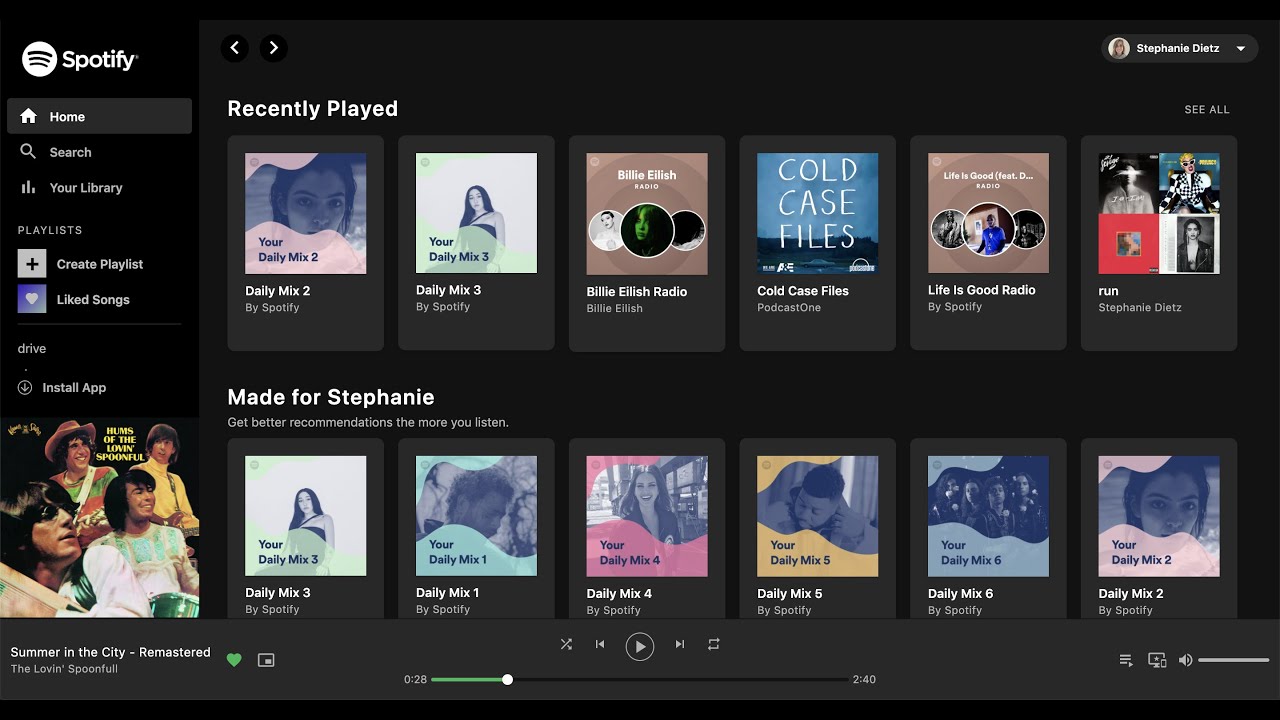 Spotify
Stephanie Dietz
Home
Search
Your Library
PLAYLISTS
Create Playlist
Liked Songs
drive
Install App
HUMS
OF THE
LOVIN'
SPOONFUL
Recently Played
SEE ALL
Your
Daily Mix 2
Daily Mix 2
By Spotify
Your
Daily Mix 3
Daily Mix 3
By Spotify
Billie Eilish
RADIO
Billie Eilish Radio
Billie Eilish
COLD
CASE
FILES
A&E
podcastone
Cold Case Files
PodcastOne
Life Is Good (feat. D...
RADIO
Life Is Good Radio
By Spotify
run
Stephanie Dietz
Made for Stephanie
Get better recommendations the more you listen.
Your
Daily Mix 3
Daily Mix 3
By Spotify
Your
Daily Mix 1
Daily Mix 1
By Spotify
Your
Daily Mix 4
Daily Mix 4
By Spotify
Your
Daily Mix 5
Daily Mix 5
By Spotify
Your
Daily Mix 6
Daily Mix 6
By Spotify
Your
Daily Mix 2
Daily Mix 2
By Spotify
Summer in the City - Remastered
The Lovin' Spoonfull
0:28
2:40